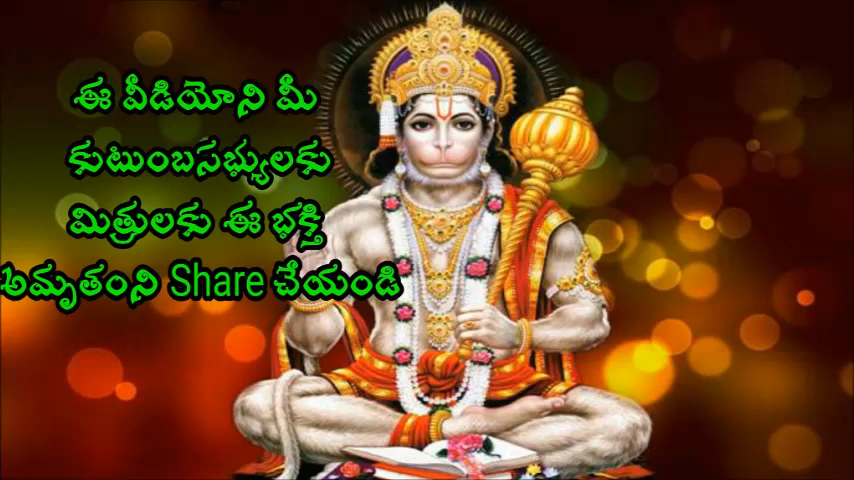 ఈ వీడియోని మీ
కుటుంబసభ్యులకు
మిత్రులకు ఈ భక్తి
అమృతంని Share చేయండి